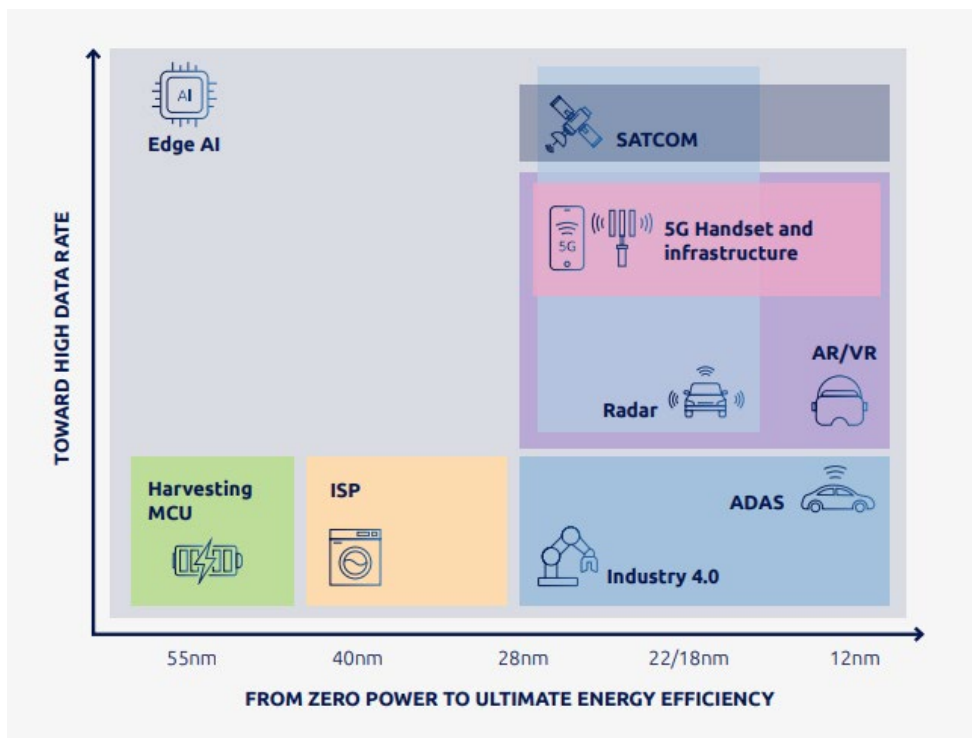 AI
Edge AI
SATCOM
5G
5G Handset and
infrastructure
AR/VR
Radar
Harvesting
MCU
ISP
ADAS
Industry 4.0
TOWARD HIGH DATA RATE
55nm
40nm
28nm
22/18nm
12nm
FROM ZERO POWER TO ULTIMATE ENERGY EFFICIENCY